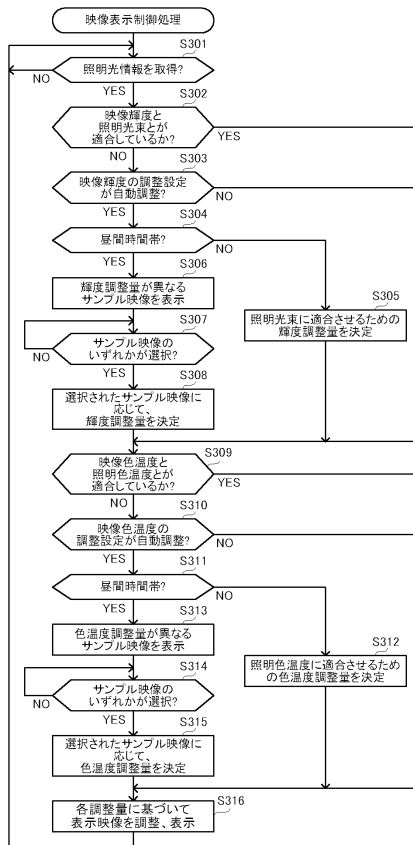 映像表示制御処理
S301
照明光情報を取得?
NO
YES
S302
映像輝度と
照明光束とが
適合しているか?
YES
NO
S303
映像輝度の調整設定
が自動調整?
NO
YES
S304
昼間時間帯?
NO
YES
S306
輝度調整量が異なる
サンプル映像を表示
S305
照明光束に適合させるための
輝度調整量を決定
S307
サンプル映像の
いずれかが選択?
NO
YES
S308
選択されたサンプル映像に
応じて、
輝度調整量を決定
S309
映像色温度と
照明色温度とが
適合しているか?
YES
NO
S310
映像色温度の
調整設定が自動調整?
NO
YES
S311
昼間時間帯?
NO
YES
S313
色温度調整量が異なる
サンプル映像を表示
S312
照明色温度に適合させるため
の色温度調整量を決定
S314
サンプル映像の
いずれかが選択?
NO
YES
S315
選択されたサンプル映像に
応じて、
色温度調整量を決定
S316
各調整量に基づいて
表示映像を調整、表示